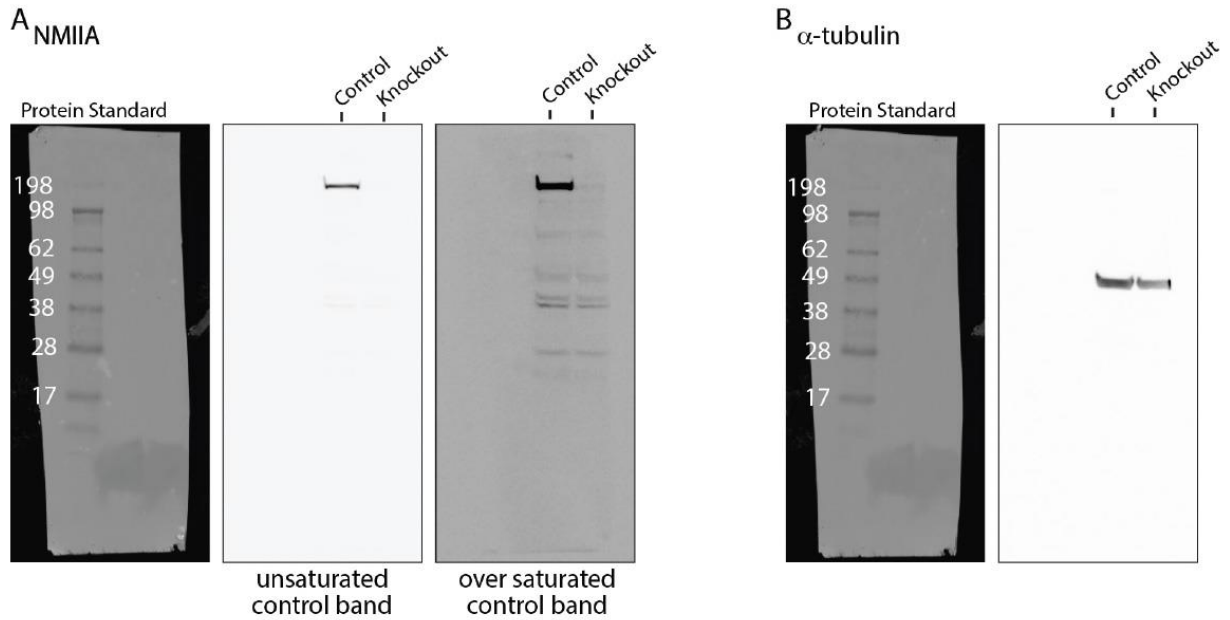 A NMIIA
Protein Standard
Control
Knockout
Control
Knockout
198
98
62
49
38
28
17
unsaturated
control band
over saturated
control band
B α-tubulin
Protein Standard
Control
Knockout
198
98
62
49
38
28
17